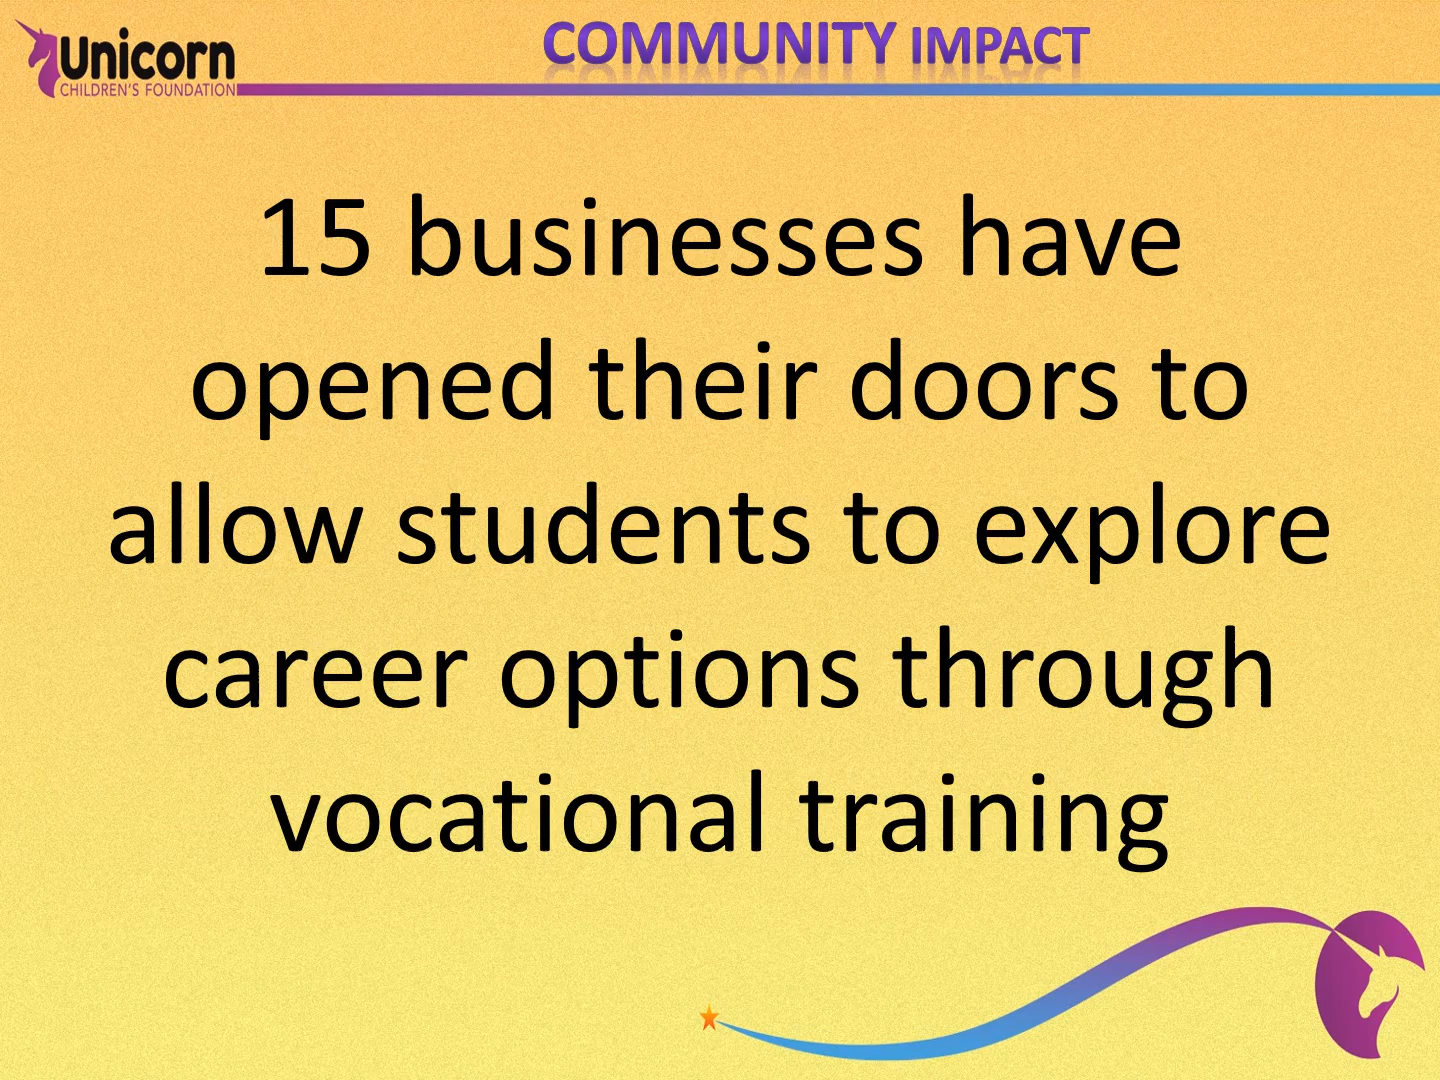 Unicorn
CHILDREN'S FOUNDATION
COMMUNITY IMPACT
15 businesses have
opened their doors to
allow students to explore
career options through
vocational training